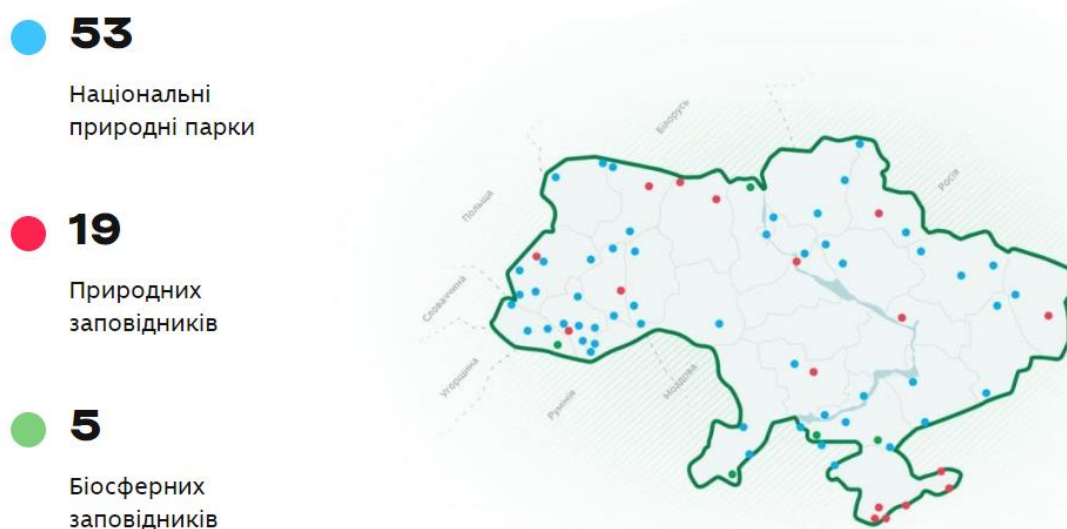 53
Національні
природні парки
19
Природних
заповідників
5
Біосферних
заповідників
Білорусь
Росія
Польща
Словаччина
Угорщина
Румунія
Молдова